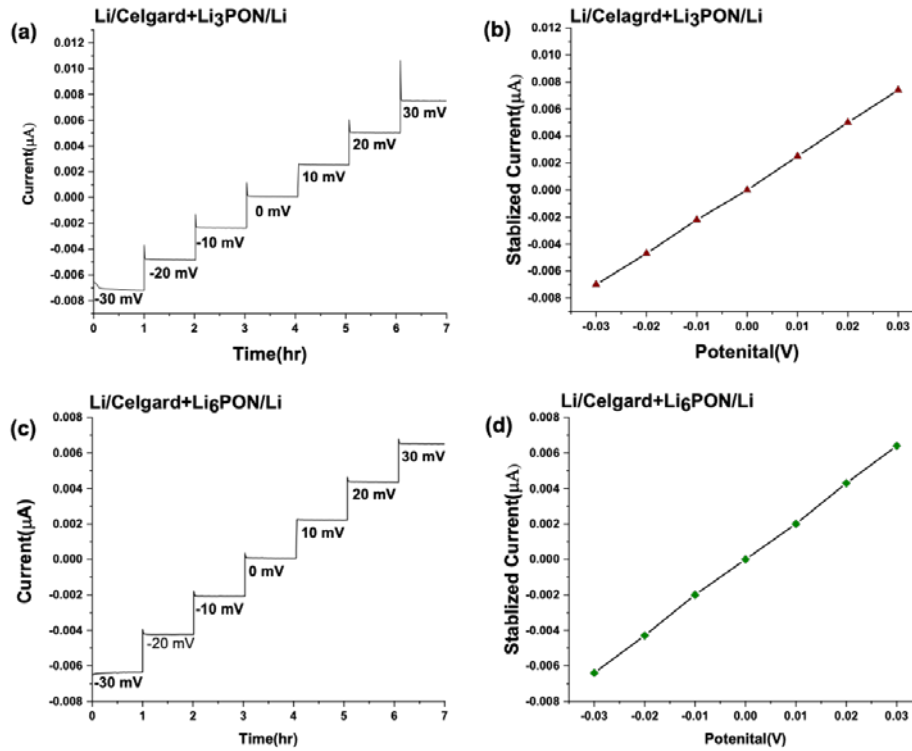 (a)
Li/Celgard+Li₃PON/Li
0.012
0.010
0.008
0.006
0.004
0.002
0.000
-0.002
-0.004
-0.006
-0.008
Current(μA)
-30 mV
-20 mV
-10 mV
0 mV
10 mV
20 mV
30 mV
0 1 2 3 4 5 6 7
Time(hr)
(b)
Li/Celagrd+Li₃PON/Li
0.012
0.010
0.008
0.006
0.004
0.002
0.000
-0.002
-0.004
-0.006
-0.008
Stablized Current(μA)
-0.03 -0.02 -0.01 0.00 0.01 0.02 0.03
Potenital(V)
(c)
Li/Celgard+Li₆PON/Li
0.008
0.006
0.004
0.002
0.000
-0.002
-0.004
-0.006
-0.008
Current(μA)
-30 mV
-20 mV
-10 mV
0 mV
10 mV
20 mV
30 mV
0 1 2 3 4 5 6 7
Time(hr)
(d)
Li/Celgard+Li₆PON/Li
0.008
0.006
0.004
0.002
0.000
-0.002
-0.004
-0.006
-0.008
Stablized Current(μA)
-0.03 -0.02 -0.01 0.00 0.01 0.02 0.03
Potenital(V)